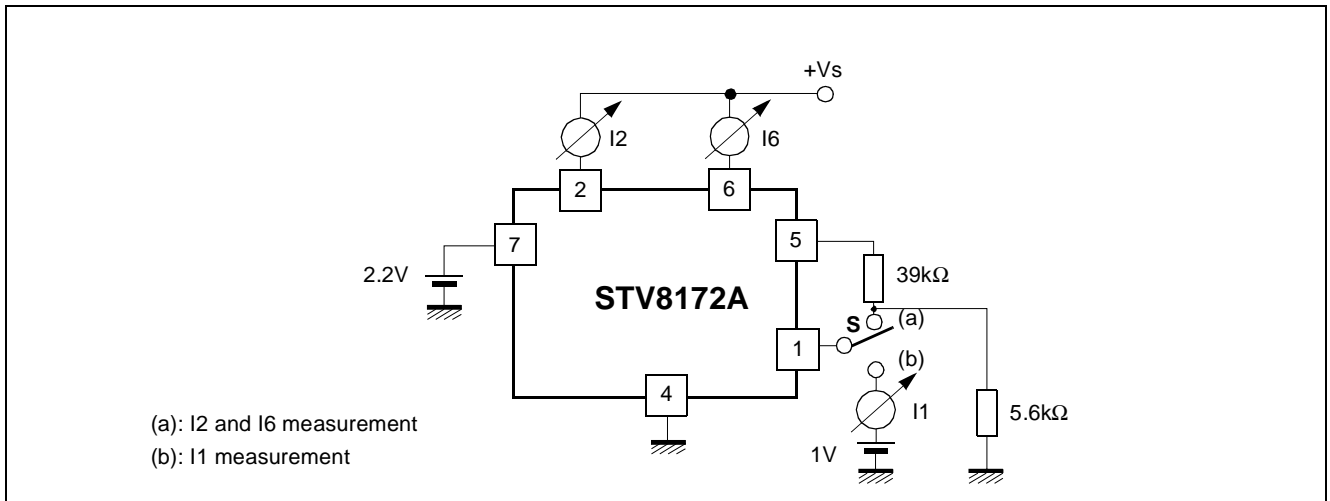 +Vs
I2
I6
2
6
7
5
2.2V
39kΩ
STV8172A
S
(a)
1
(b)
4
I1
5.6kΩ
(a): I2 and I6 measurement
(b): I1 measurement
1V